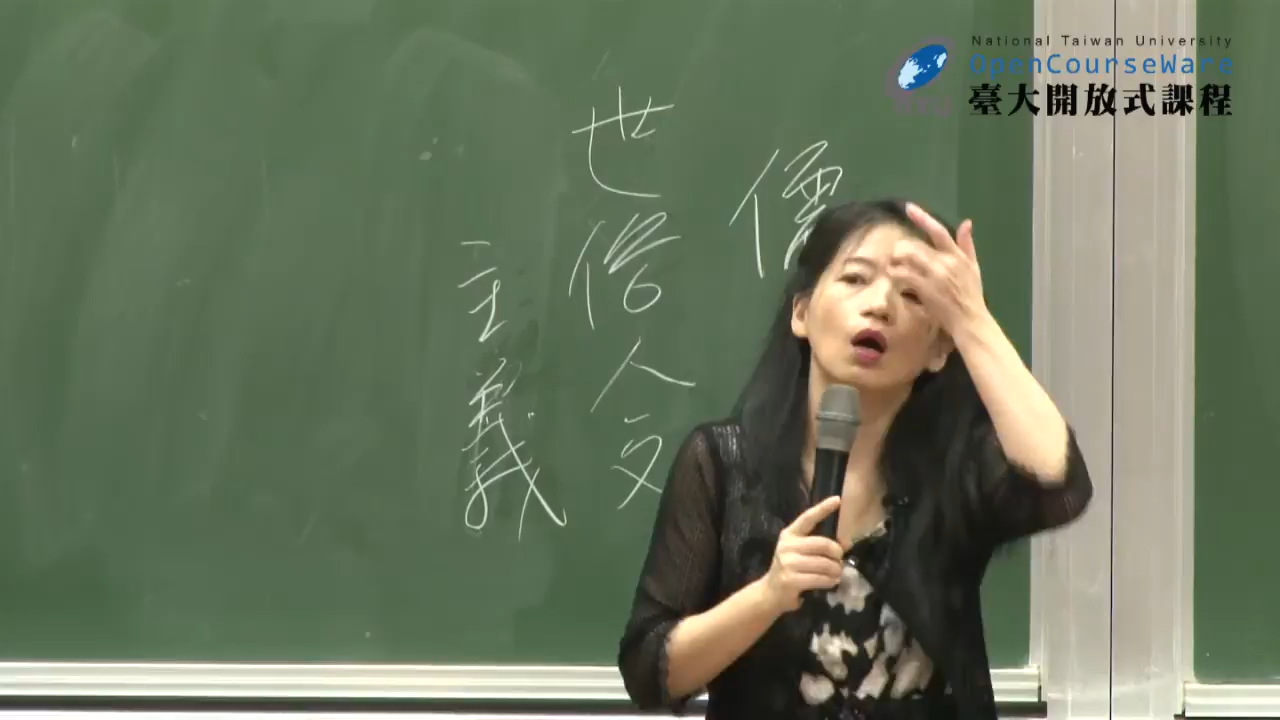 National Taiwan University
OpenCourseWare
臺大開放式課程
儒
世俗人文
主義